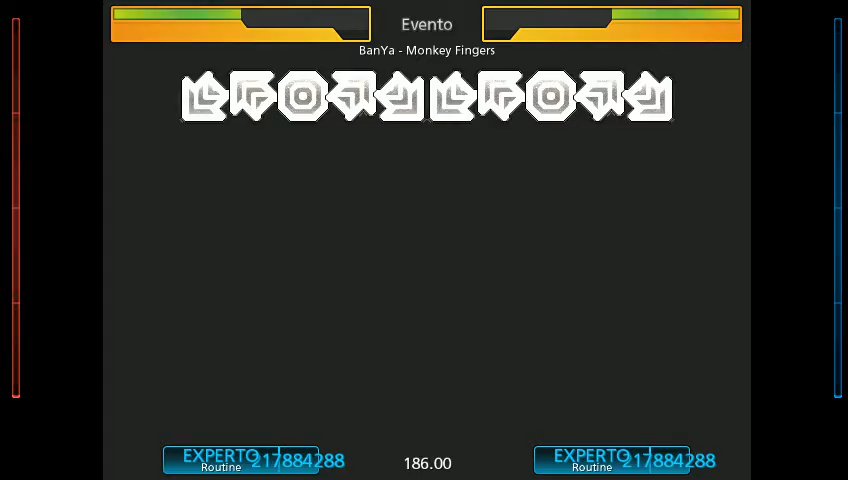 Evento
BanYa - Monkey Fingers
EXPERTO 217884288
Routine
186.00
EXPERTO 217884288
Routine